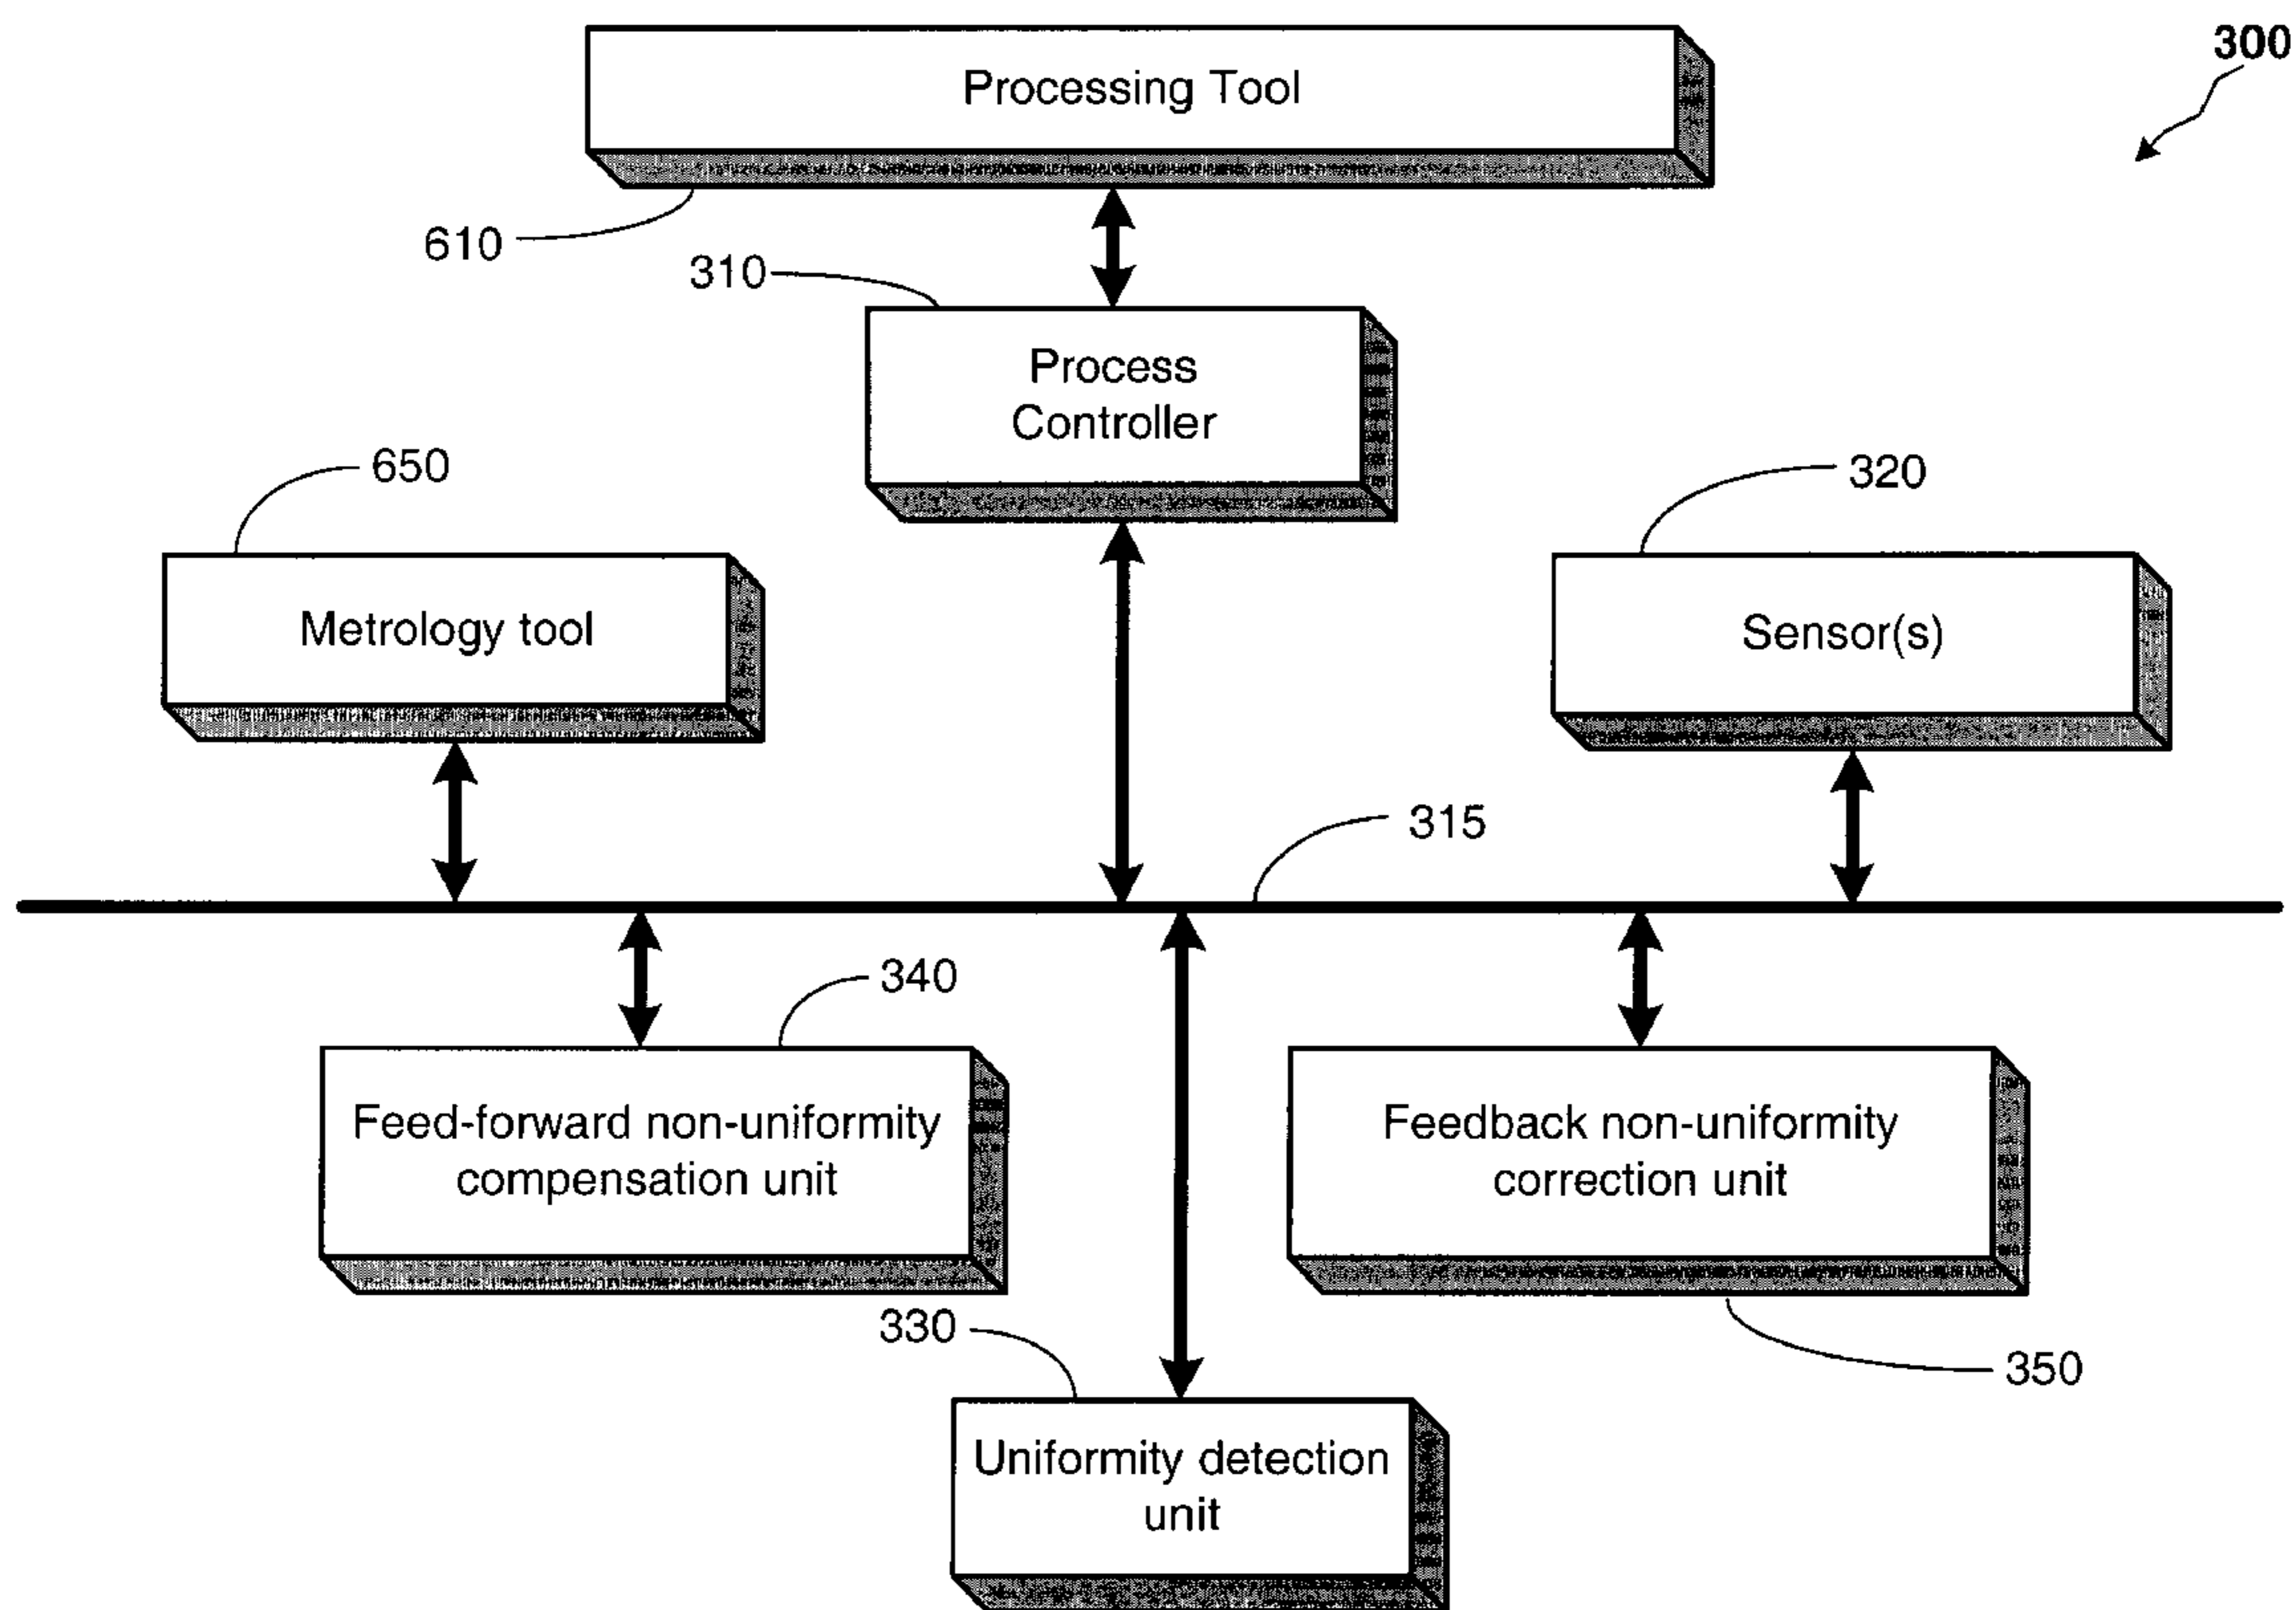 300
Processing Tool
610
310
Process
Controller
650
320
Metrology tool
Sensor(s)
315
340
Feed-forward non-uniformity
compensation unit
Feedback non-uniformity
correction unit
330
350
Uniformity detection
unit